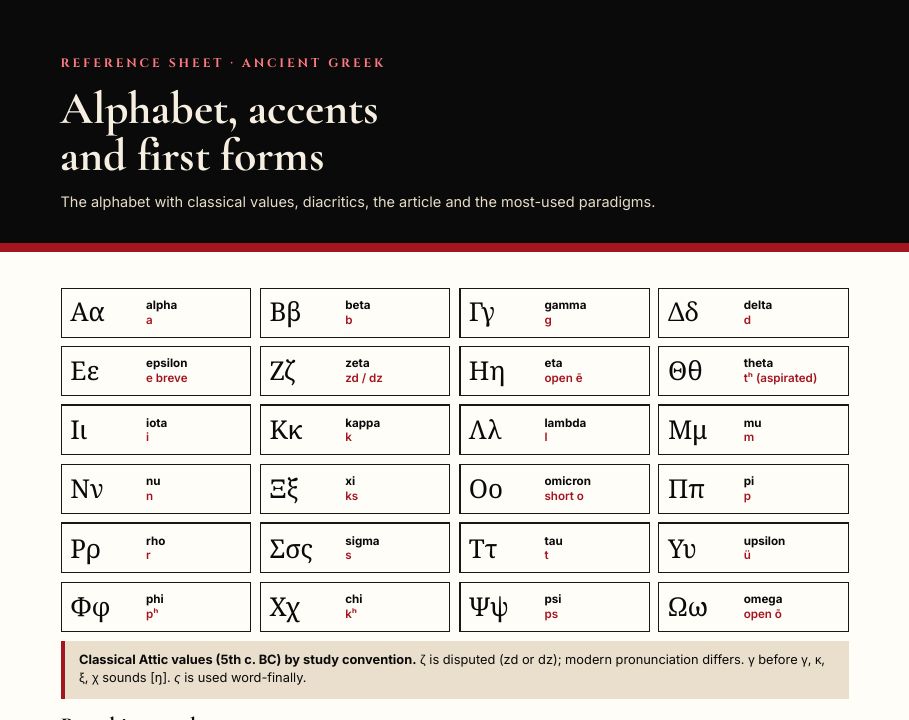 REFERENCE SHEET · ANCIENT GREEK
Alphabet, accents
and first forms
The alphabet with classical values, diacritics, the article and the most-used paradigms.
Αα alpha a
Ββ beta b
Γγ gamma g
Δδ delta d
Εε epsilon e breve
Ζζ zeta zd / dz
Ηη eta open ē
Θθ theta tʰ (aspirated)
Ιι iota i
Κκ kappa k
Λλ lambda l
Μμ mu m
Νν nu n
Ξξ xi ks
Οο omicron short o
Ππ pi p
Ρρ rho r
Σσς sigma s
Ττ tau t
Υυ upsilon ü
Φφ phi pʰ
Χχ chi kʰ
Ψψ psi ps
Ωω omega open ō
Classical Attic values (5th c. BC) by study convention. ζ is disputed (zd or dz); modern pronunciation differs. γ before γ, κ,
ξ, χ sounds [ŋ]. ς is used word-finally.